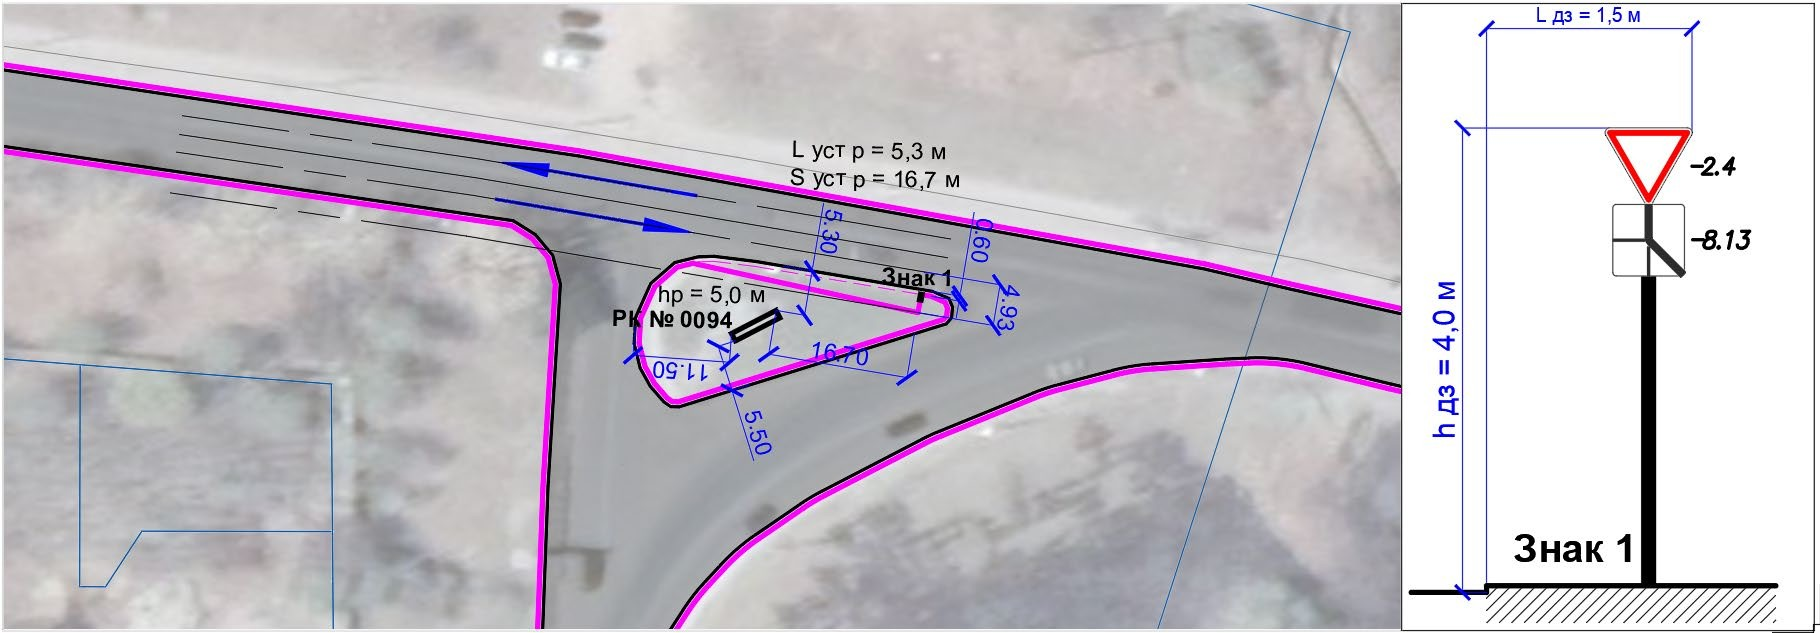 L уст р = 5,3 м
S уст р = 16,7 м
5.30
0.60
Знак 1
hp = 5,0 м
4.93
РК № 0094
16.70
11.50
5.50
L дз = 1,5 м
2.4
8.13
h дз = 4,0 м
Знак 1